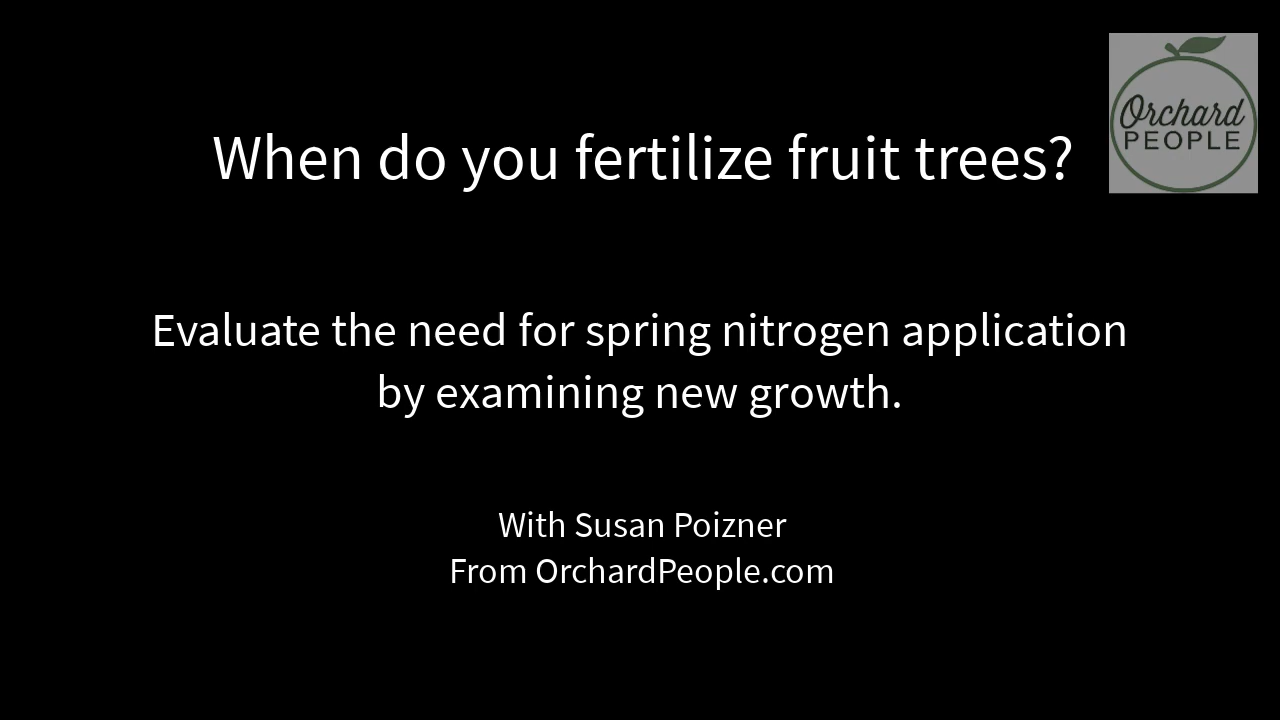 When do you fertilize fruit trees?
Orchard
PEOPLE
Evaluate the need for spring nitrogen application
by examining new growth.
With Susan Poizner
From OrchardPeople.com